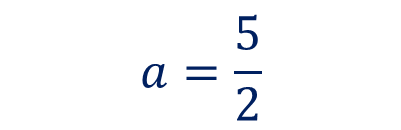 a = 5/2